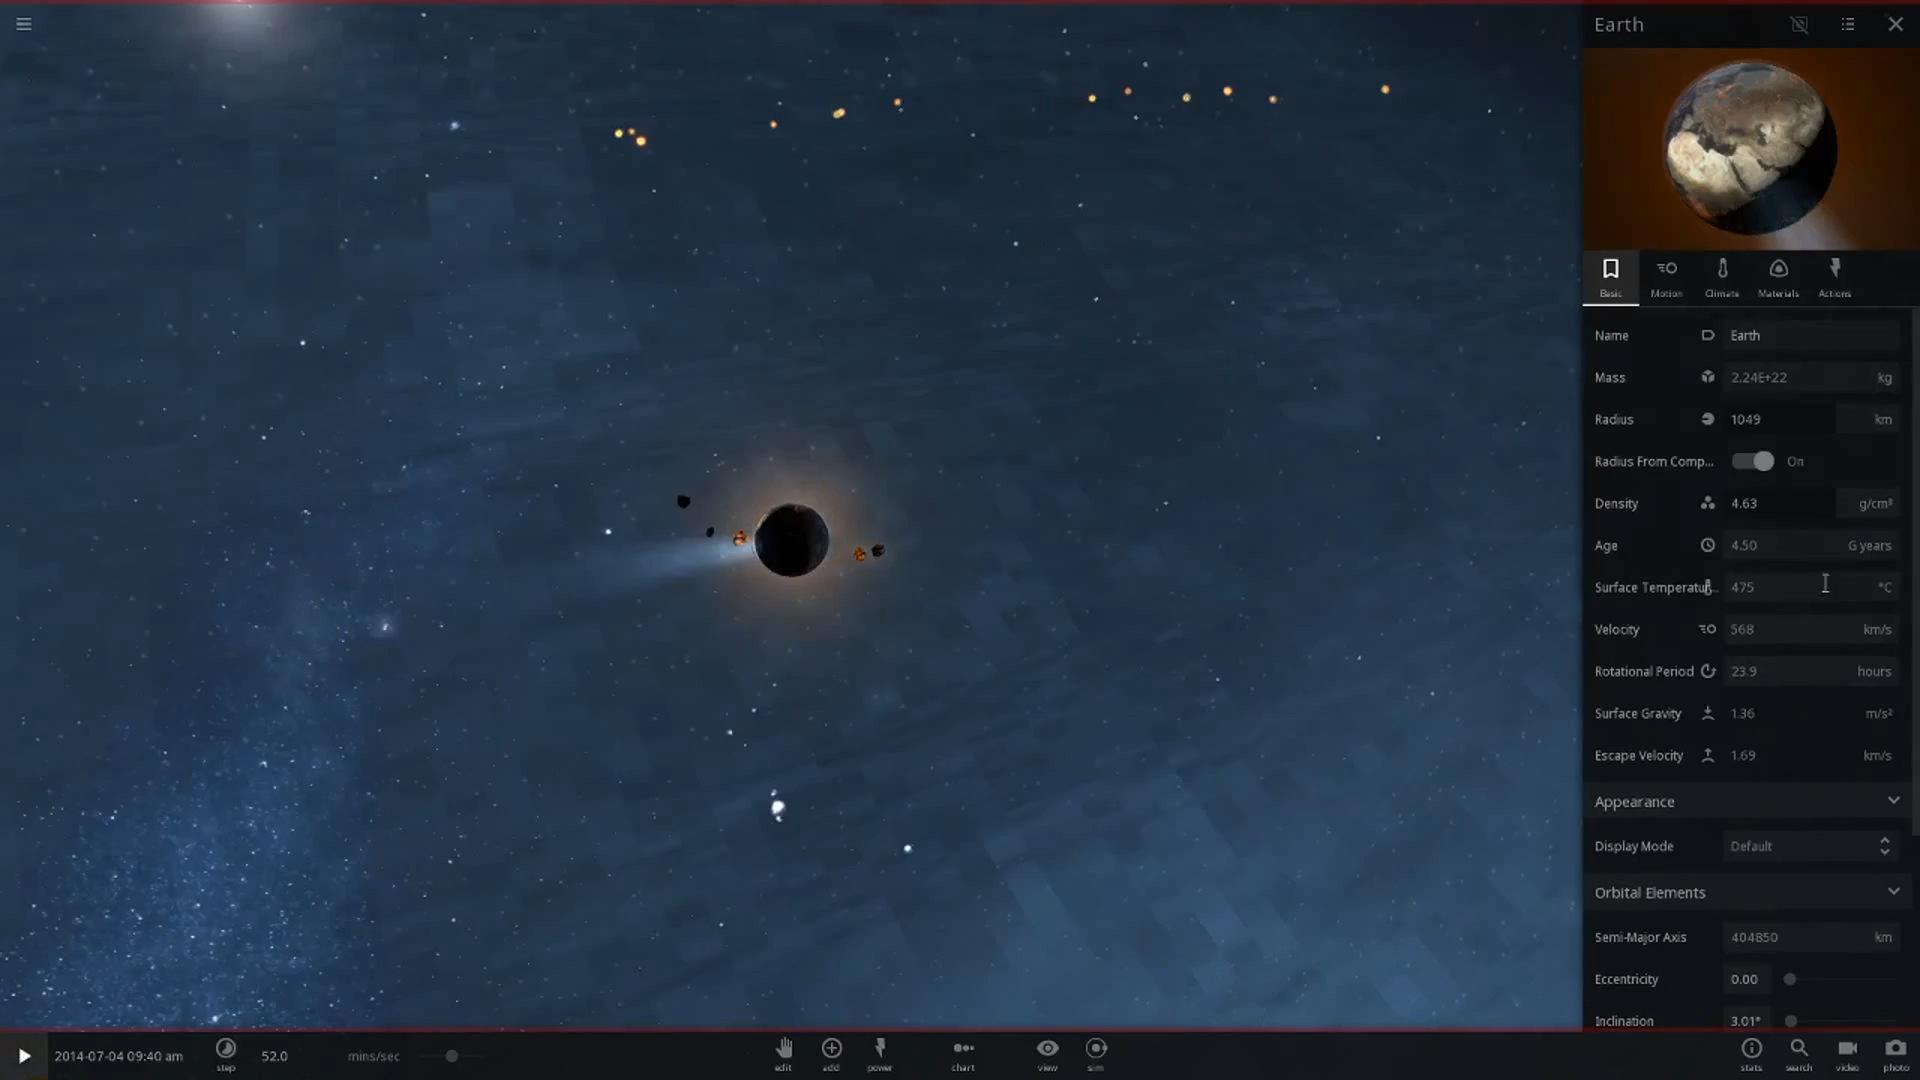 Earth
Basic
Motion
Climate
Materials
Actions
Name Earth
Mass 2.24E+22 kg
Radius 1049 km
Radius From Comp... On
Density 4.63 g/cm³
Age 4.50 G years
Surface Temperatur... 475 °C
Velocity 568 km/s
Rotational Period 23.9 hours
Surface Gravity 1.36 m/s²
Escape Velocity 1.69 km/s
Appearance
Display Mode Default
Orbital Elements
Semi-Major Axis 404850 km
Eccentricity 0.00
Inclination 3.01°
2014-07-04 09:40 am
step
52.0 mins/sec
edit
add
power
chart
view
sim
stats
search
video
photo